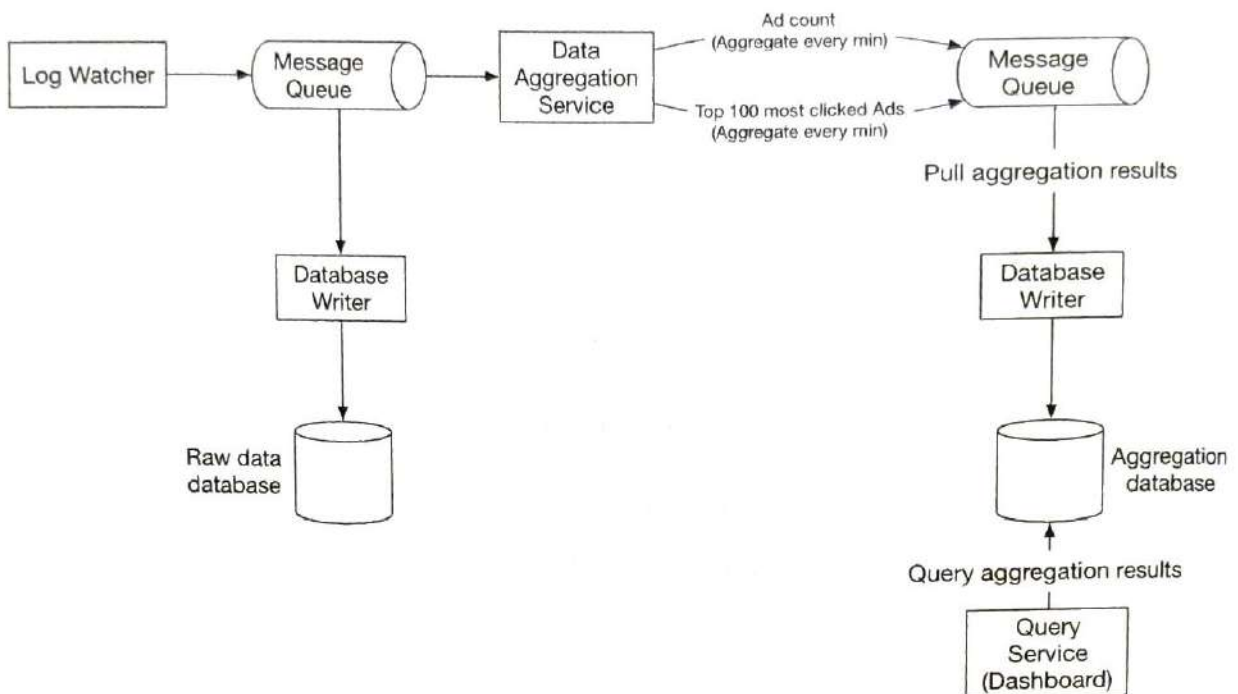 Log Watcher
Message
Queue
Data
Aggregation
Service
Ad count
(Aggregate every min)
Top 100 most clicked Ads
(Aggregate every min)
Message
Queue
Pull aggregation results
Database
Writer
Database
Writer
Raw data
database
Aggregation
database
Query aggregation results
Query
Service
(Dashboard)